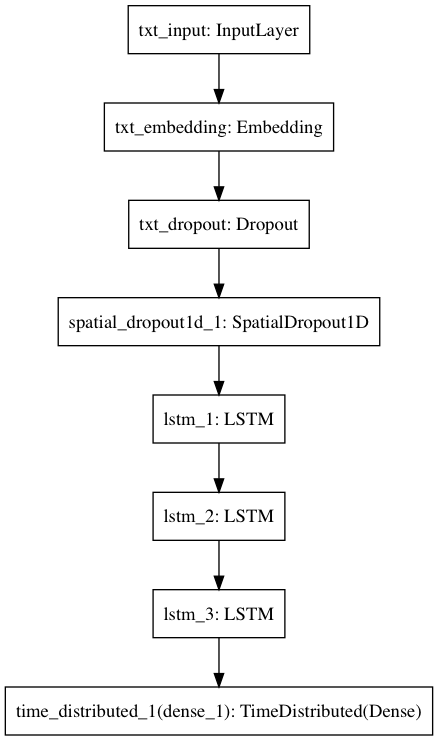 txt_input: InputLayer
txt_embedding: Embedding
txt_dropout: Dropout
spatial_dropout1d_1: SpatialDropout1D
lstm_1: LSTM
lstm_2: LSTM
lstm_3: LSTM
time_distributed_1(dense_1): TimeDistributed(Dense)